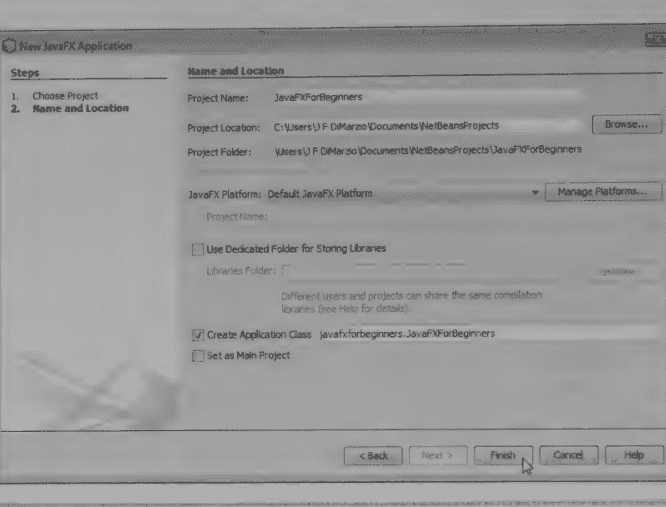 New JavaFX Application
Steps
1. Choose Project
2. Name and Location
Name and Location
Project Name: JavaFXForBeginners
Project Location: C:\Users\J F DiMarzio\Documents\NetBeansProjects Browse...
Project Folder: \Users\J F DiMarzio\Documents\NetBeansProjects\JavaFXForBeginners
JavaFX Platform: Default JavaFX Platform Manage Platforms...
Project Name:
Use Dedicated Folder for Storing Libraries
Libraries Folder:
Different users and projects can share the same compilation
libraries (see Help for details).
Create Application Class javafxforbeginners.JavaFXForBeginners
Set as Main Project
< Back Next > Finish Cancel Help